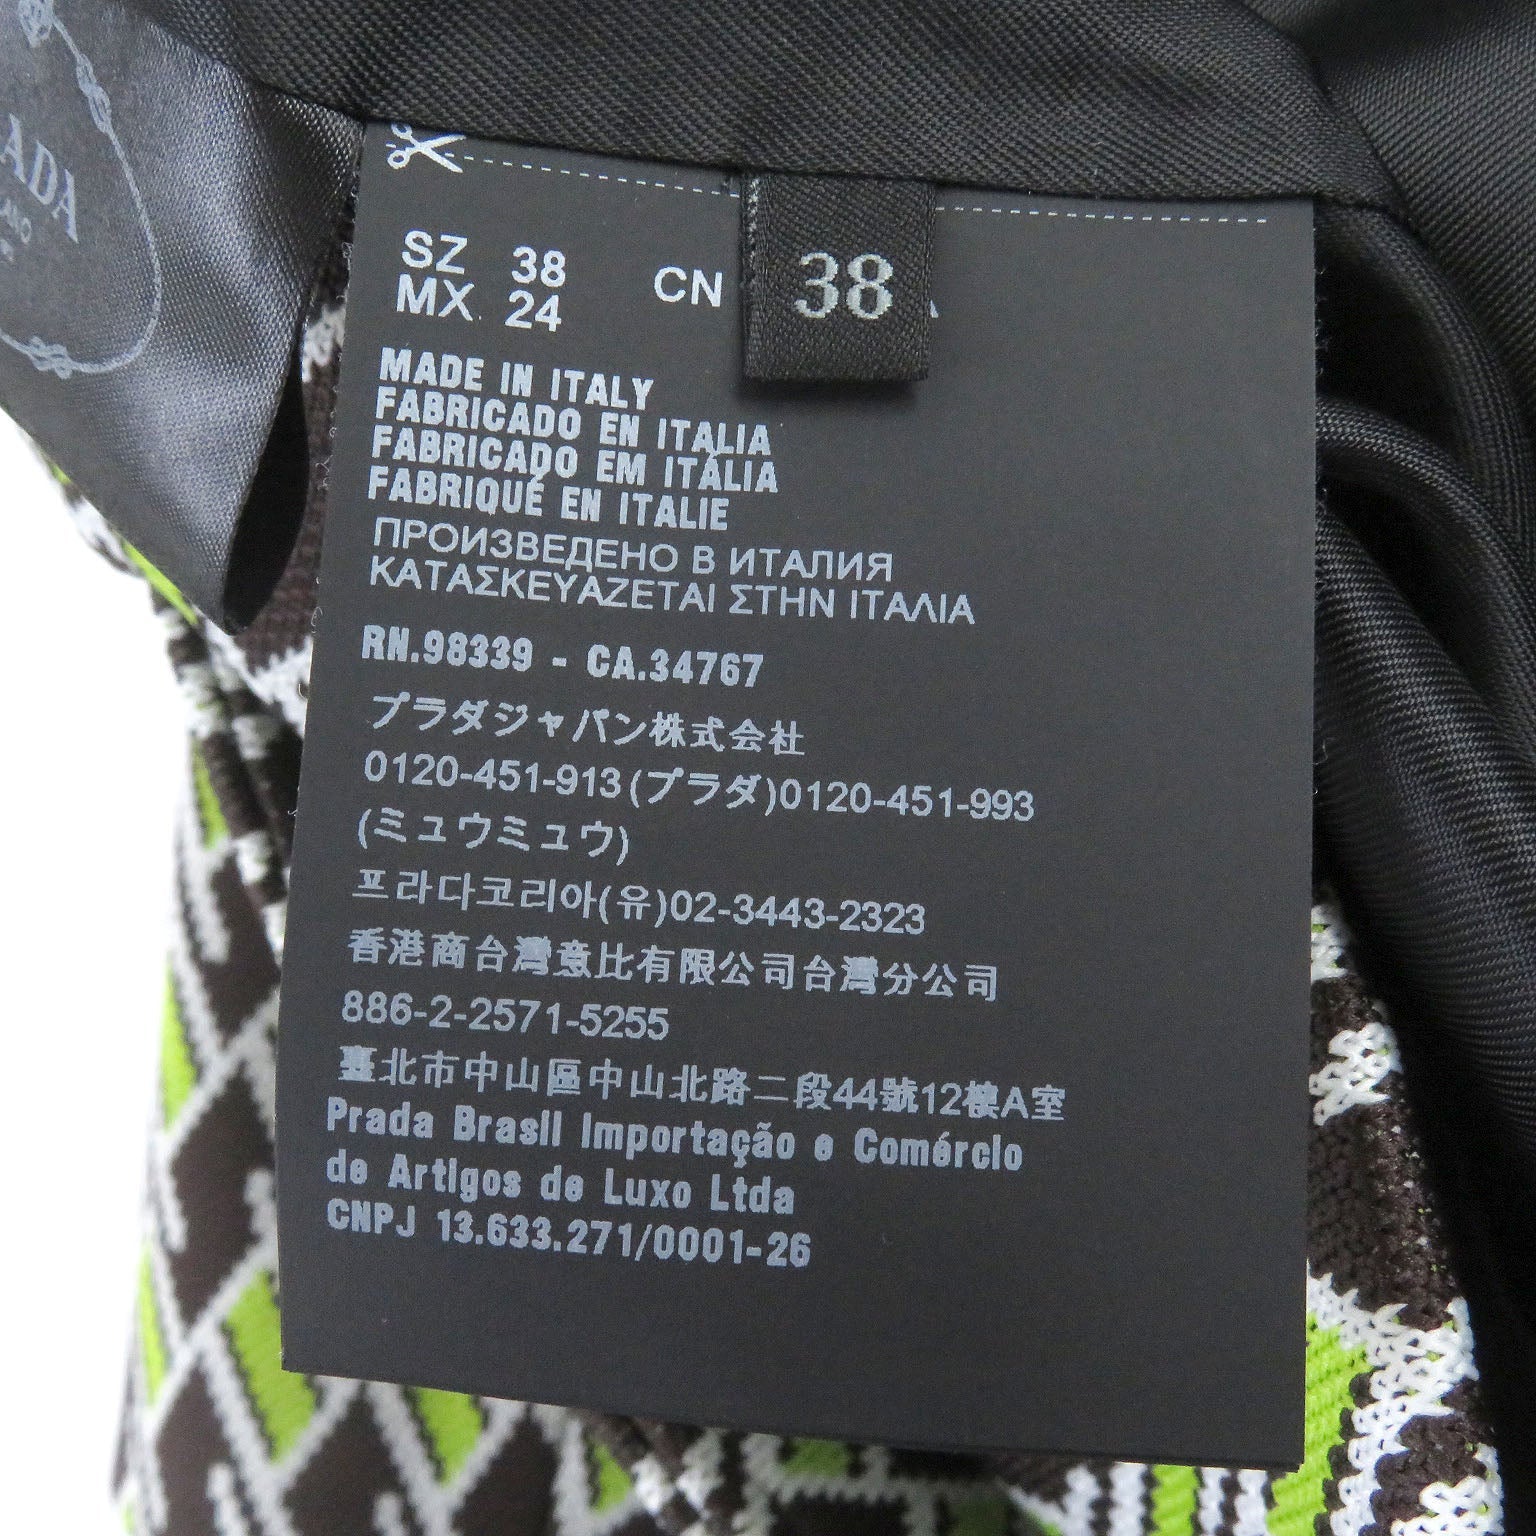 SZ 38 CN
38
MX 24
MADE IN ITALY
FABRICADO EN ITALIA
FABRICADO EM ITÁLIA
FABRIQUÉ EN ITALIE
ПРОИЗВЕДЕНО В ИТАЛИЯ
ΚΑΤΑΣΚΕΥΑΖΕΤΑΙ ΣΤΗΝ ΙΤΑΛΙΑ
RN.98339 - CA.34767
プラダジャパン株式会社
0120-451-913(プラダ)0120-451-993
(ミュウミュウ)
프라다코리아(유)02-3443-2323
香港商台灣意比有限公司台灣分公司
886-2-2571-5255
臺北市中山區中山北路二段44號12樓A室
Prada Brasil Importação e Comércio
de Artigos de Luxo Ltda
CNPJ 13.633.271/0001-26